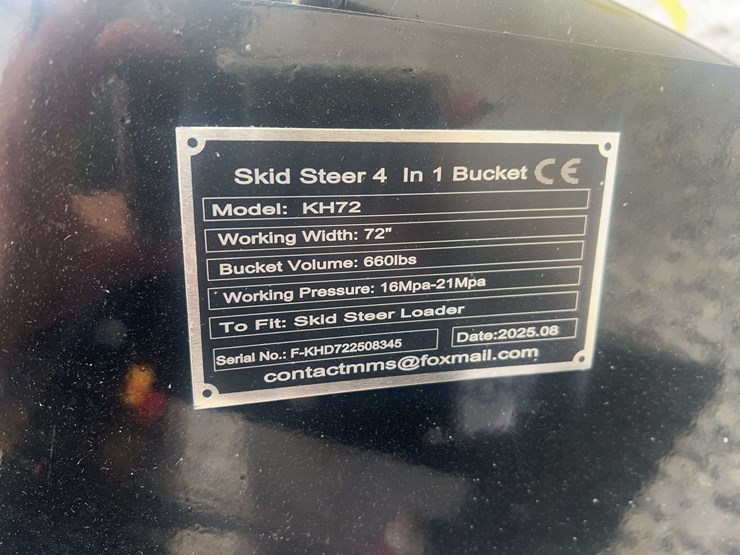 Skid Steer 4 In 1 Bucket CE
Model: KH72
Working Width: 72"
Bucket Volume: 660lbs
Working Pressure: 16Mpa-21Mpa
To Fit: Skid Steer Loader
Serial No.: F-KHD722508345 Date:2025.08
contactmms@foxmail.com